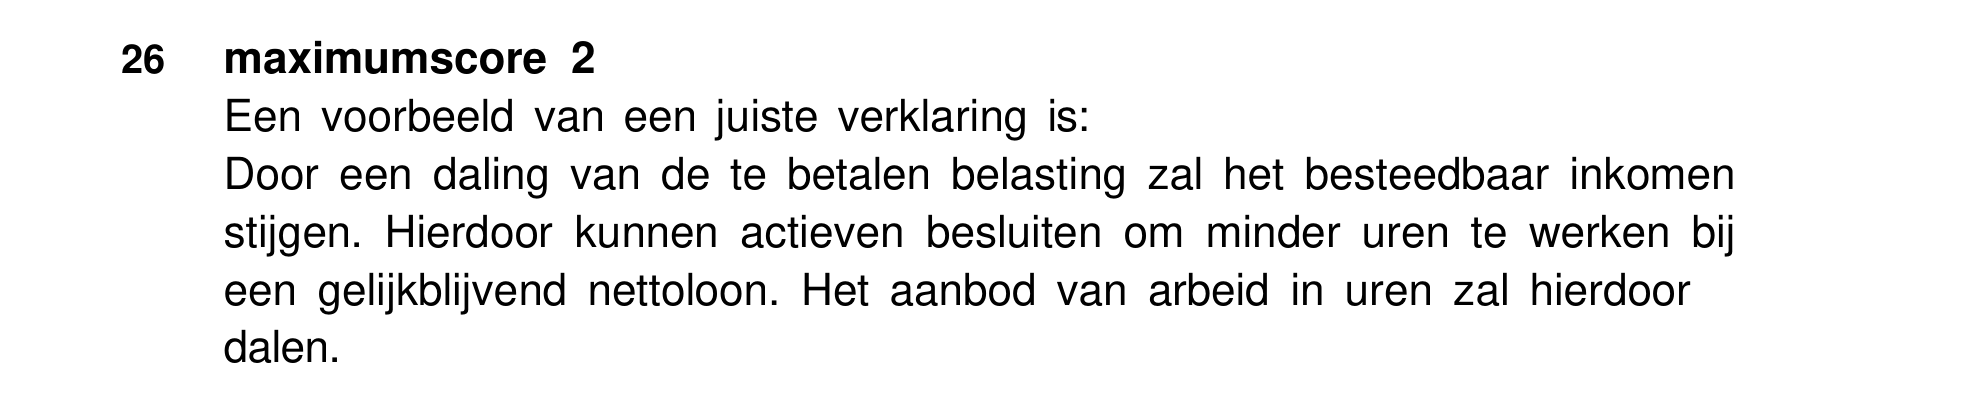 26 maximumscore 2
Een voorbeeld van een juiste verklaring is:
Door een daling van de te betalen belasting zal het besteedbaar inkomen
stijgen. Hierdoor kunnen actieven besluiten om minder uren te werken bij
een gelijkblijvend nettoloon. Het aanbod van arbeid in uren zal hierdoor
dalen.